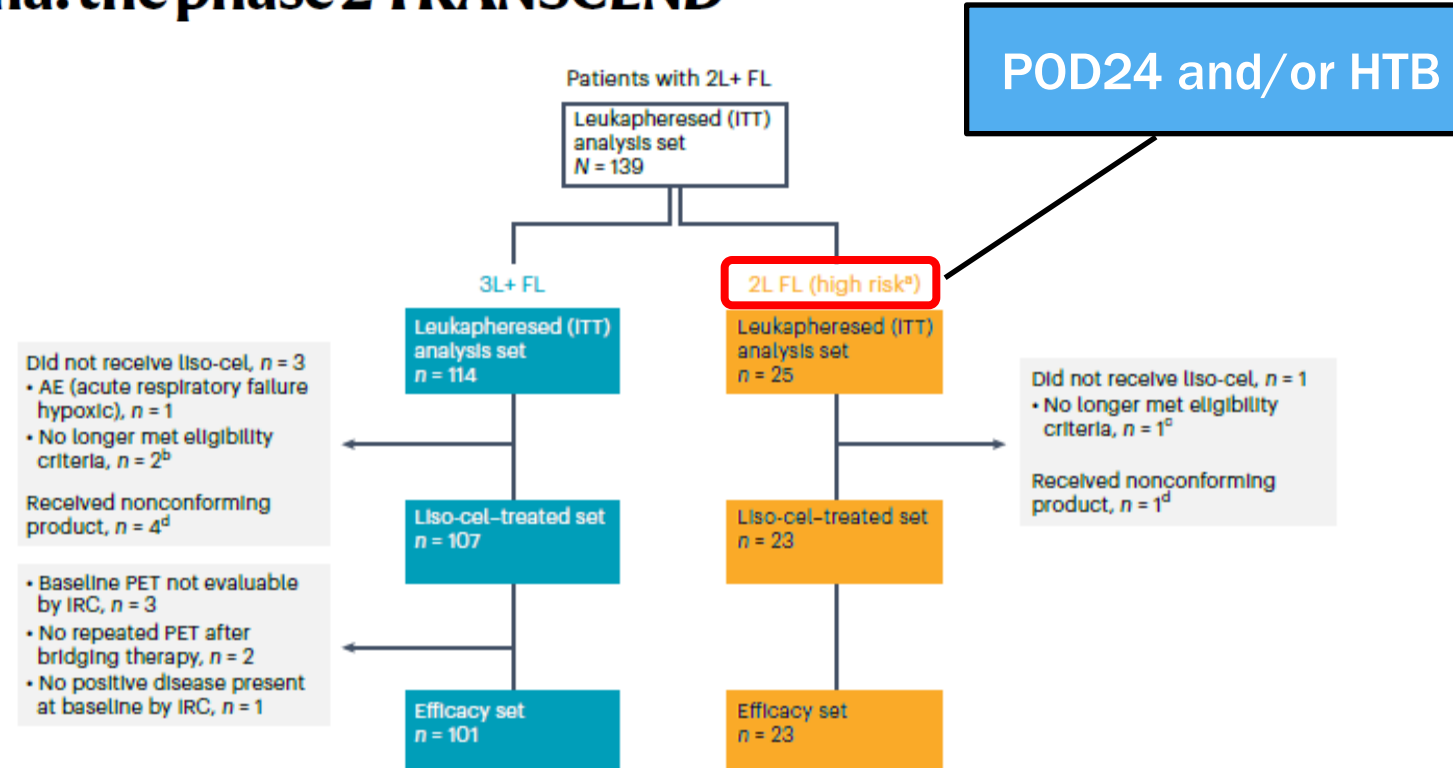 the phase 2 TRANSCEND
POD24 and/or HTB
Patients with 2L+ FL
Leukapheresed (ITT)
analysis set
N = 139
3L+ FL
2L FL (high riskᵃ)
Leukapheresed (ITT)
analysis set
n = 114
Leukapheresed (ITT)
analysis set
n = 25
Did not receive liso-cel, n = 3
• AE (acute respiratory failure
hypoxic), n = 1
• No longer met eligibility
criteria, n = 2ᵇ
Received nonconforming
product, n = 4ᵈ
Did not receive liso-cel, n = 1
• No longer met eligibility
criteria, n = 1ᶜ
Received nonconforming
product, n = 1ᵈ
Liso-cel–treated set
n = 107
Liso-cel–treated set
n = 23
• Baseline PET not evaluable
by IRC, n = 3
• No repeated PET after
bridging therapy, n = 2
• No positive disease present
at baseline by IRC, n = 1
Efficacy set
n = 101
Efficacy set
n = 23